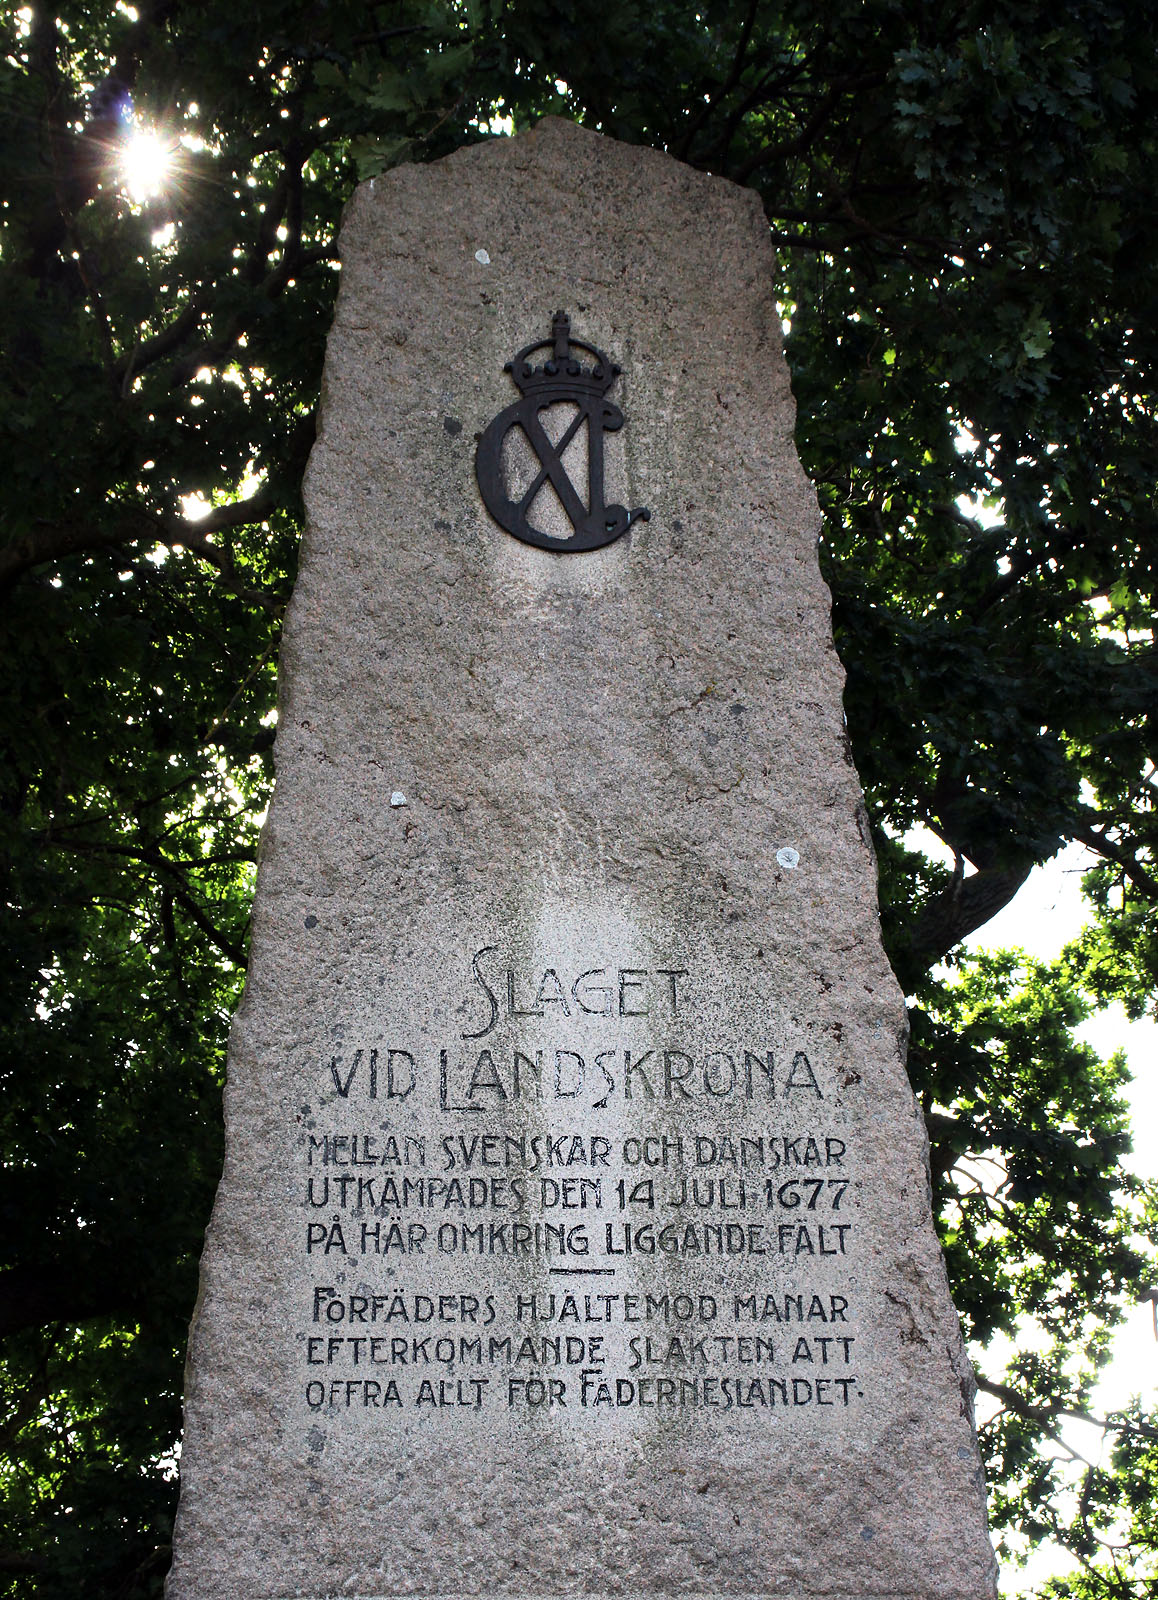 CXI
SLAGET
VID LANDSKRONA
MELLAN SVENSKAR OCH DANSKAR
UTKÄMPADES DEN 14 JULI 1677
PÅ HÄR OMKRING LIGGANDE FÄLT
FÖRFÄDERS HJÄLTEMOD MANAR
EFTERKOMMANDE SLÄKTEN ATT
OFFRA ALLT FÖR FÄDERNESLANDET.